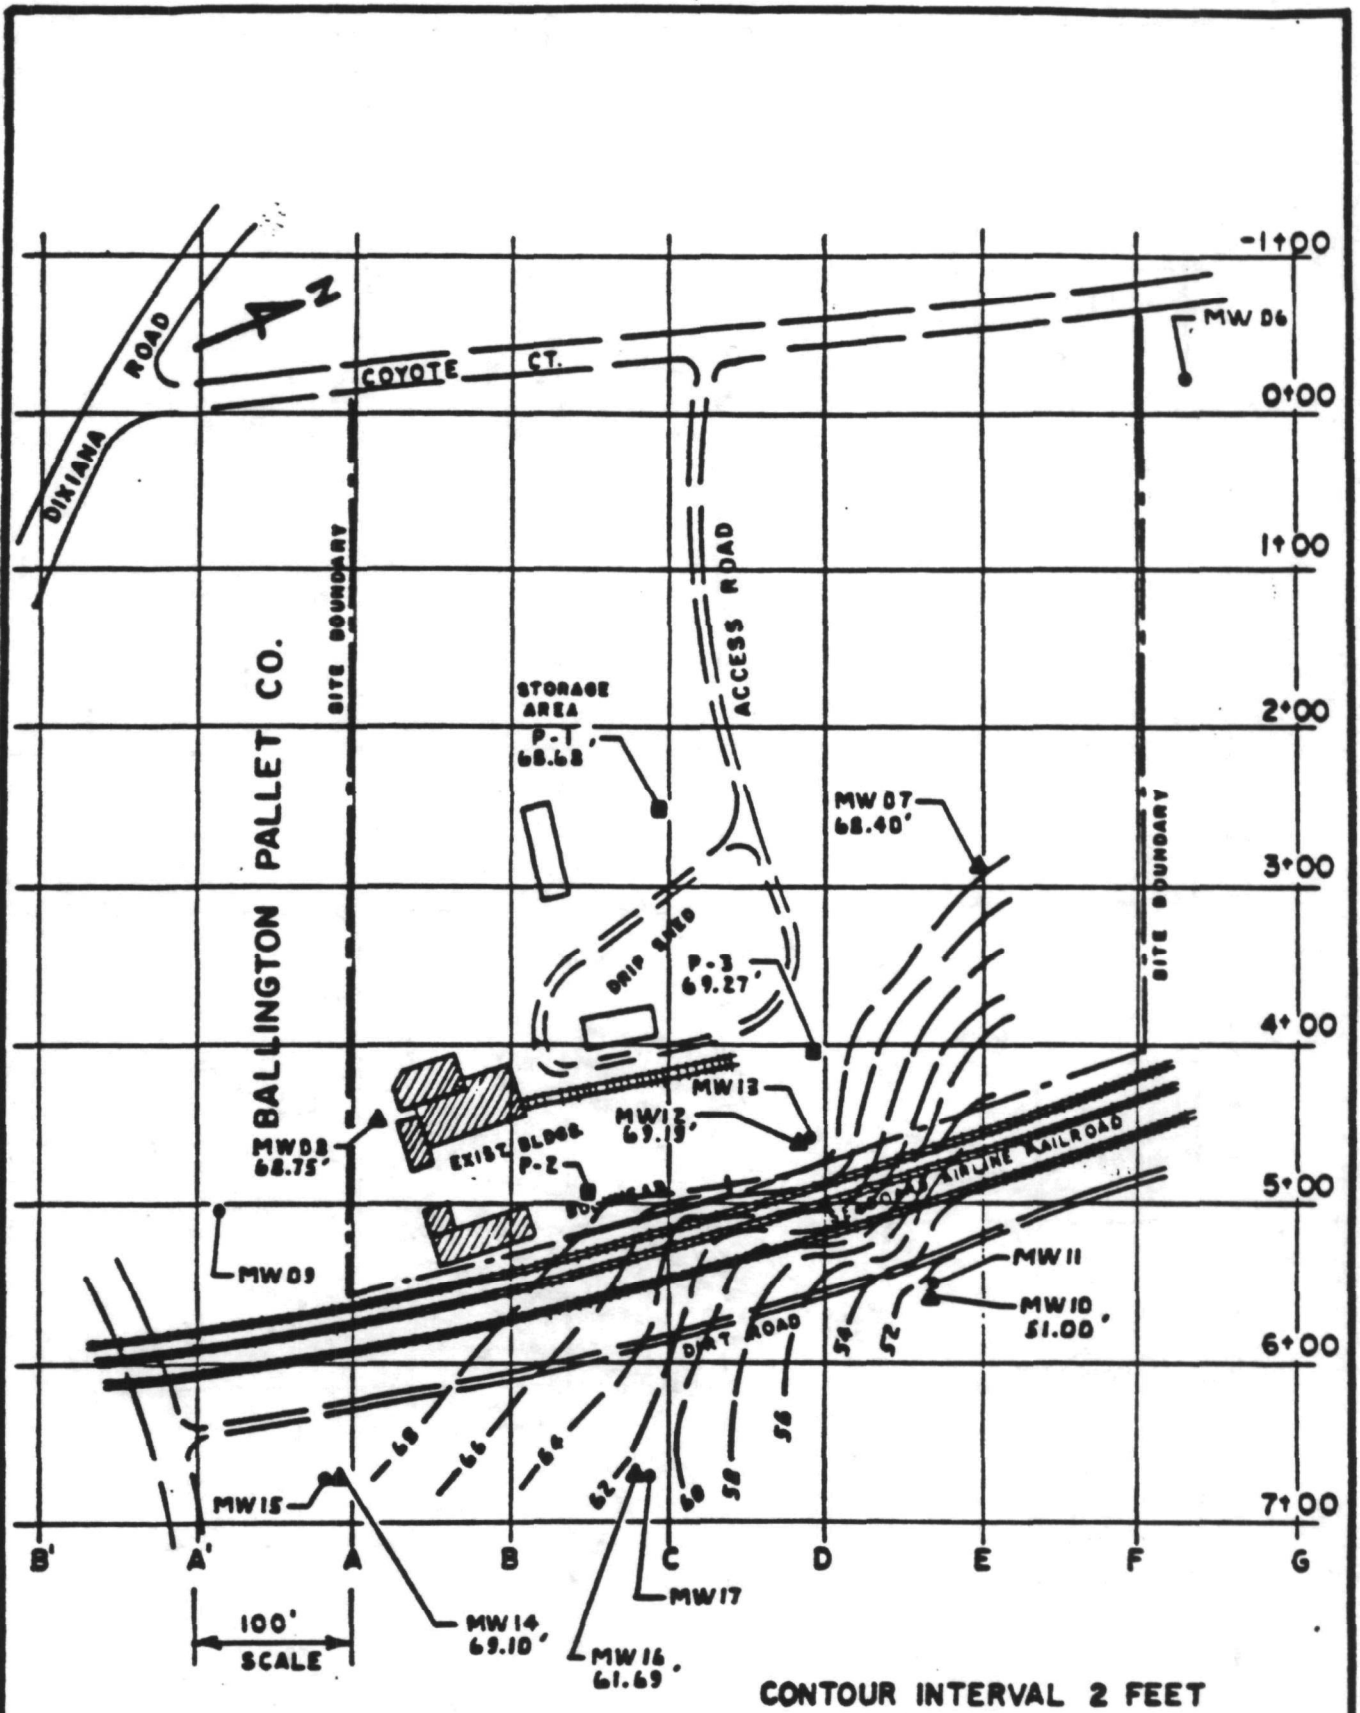 -1+00
N
MW 06
ROAD
COYOTE CT.
0+00
DIXIANA
1+00
SITE BOUNDARY
ACCESS ROAD
BALLINGTON PALLET CO.
STORAGE
AREA
P-1
68.68'
2+00
MW 07
68.40'
SITE BOUNDARY
3+00
DRIP SHED
P-3
69.27'
4+00
MW13
MW12
69.19'
MW08
68.75'
EXIST. BLDG.
P-2
SEABOARD AIRLINE RAILROAD
5+00
MW09
MW11
MW10
51.00'
DIRT ROAD
54
52
6+00
68
66
64
62
60
58
56
MW15
7+00
B' A' A B C D E F G
MW17
100'
SCALE
MW14
69.10'
MW16
61.69'
CONTOUR INTERVAL 2 FEET